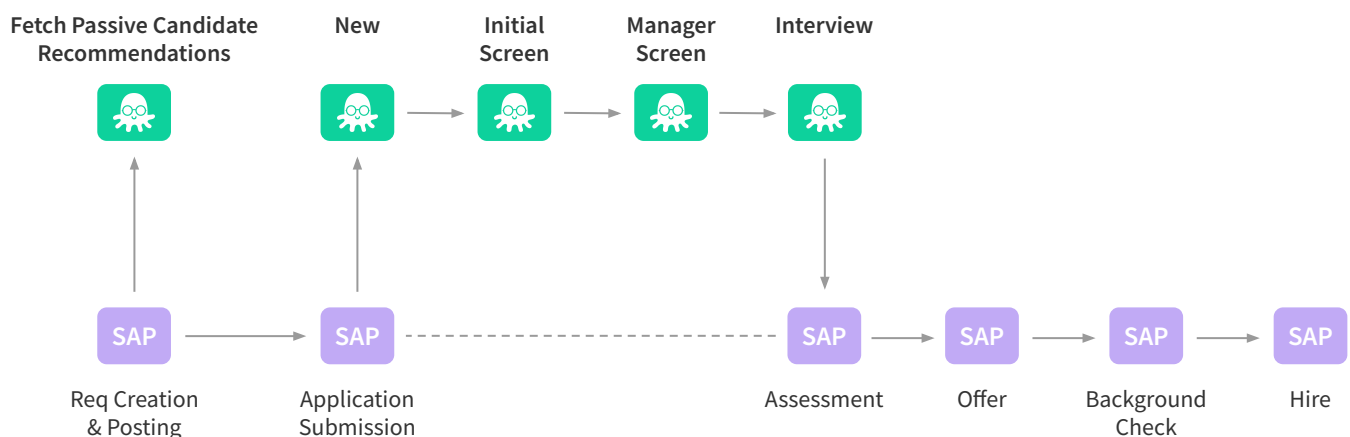 Fetch Passive Candidate
Recommendations
New
Initial
Screen
Manager
Screen
Interview
SAP
SAP
SAP
SAP
SAP
SAP
Req Creation
& Posting
Application
Submission
Assessment
Offer
Background
Check
Hire